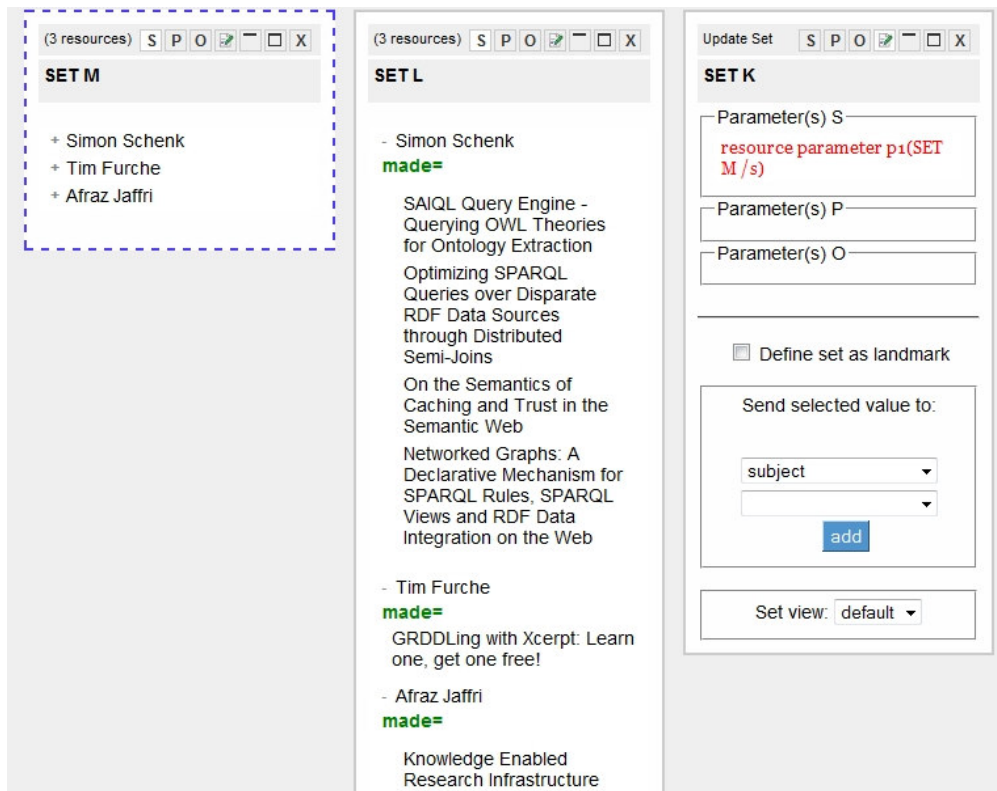 (3 resources) S P O X
SET M
+ Simon Schenk
+ Tim Furche
+ Afraz Jaffri
(3 resources) S P O X
SET L
- Simon Schenk
made=
SAIQL Query Engine -
Querying OWL Theories
for Ontology Extraction
Optimizing SPARQL
Queries over Disparate
RDF Data Sources
through Distributed
Semi-Joins
On the Semantics of
Caching and Trust in the
Semantic Web
Networked Graphs: A
Declarative Mechanism for
SPARQL Rules, SPARQL
Views and RDF Data
Integration on the Web
- Tim Furche
made=
GRDDLing with Xcerpt: Learn
one, get one free!
- Afraz Jaffri
made=
Knowledge Enabled
Research Infrastructure
Update Set S P O X
SET K
Parameter(s) S
resource parameter p1(SET
M /s)
Parameter(s) P
Parameter(s) O
Define set as landmark
Send selected value to:
subject
add
Set view: default